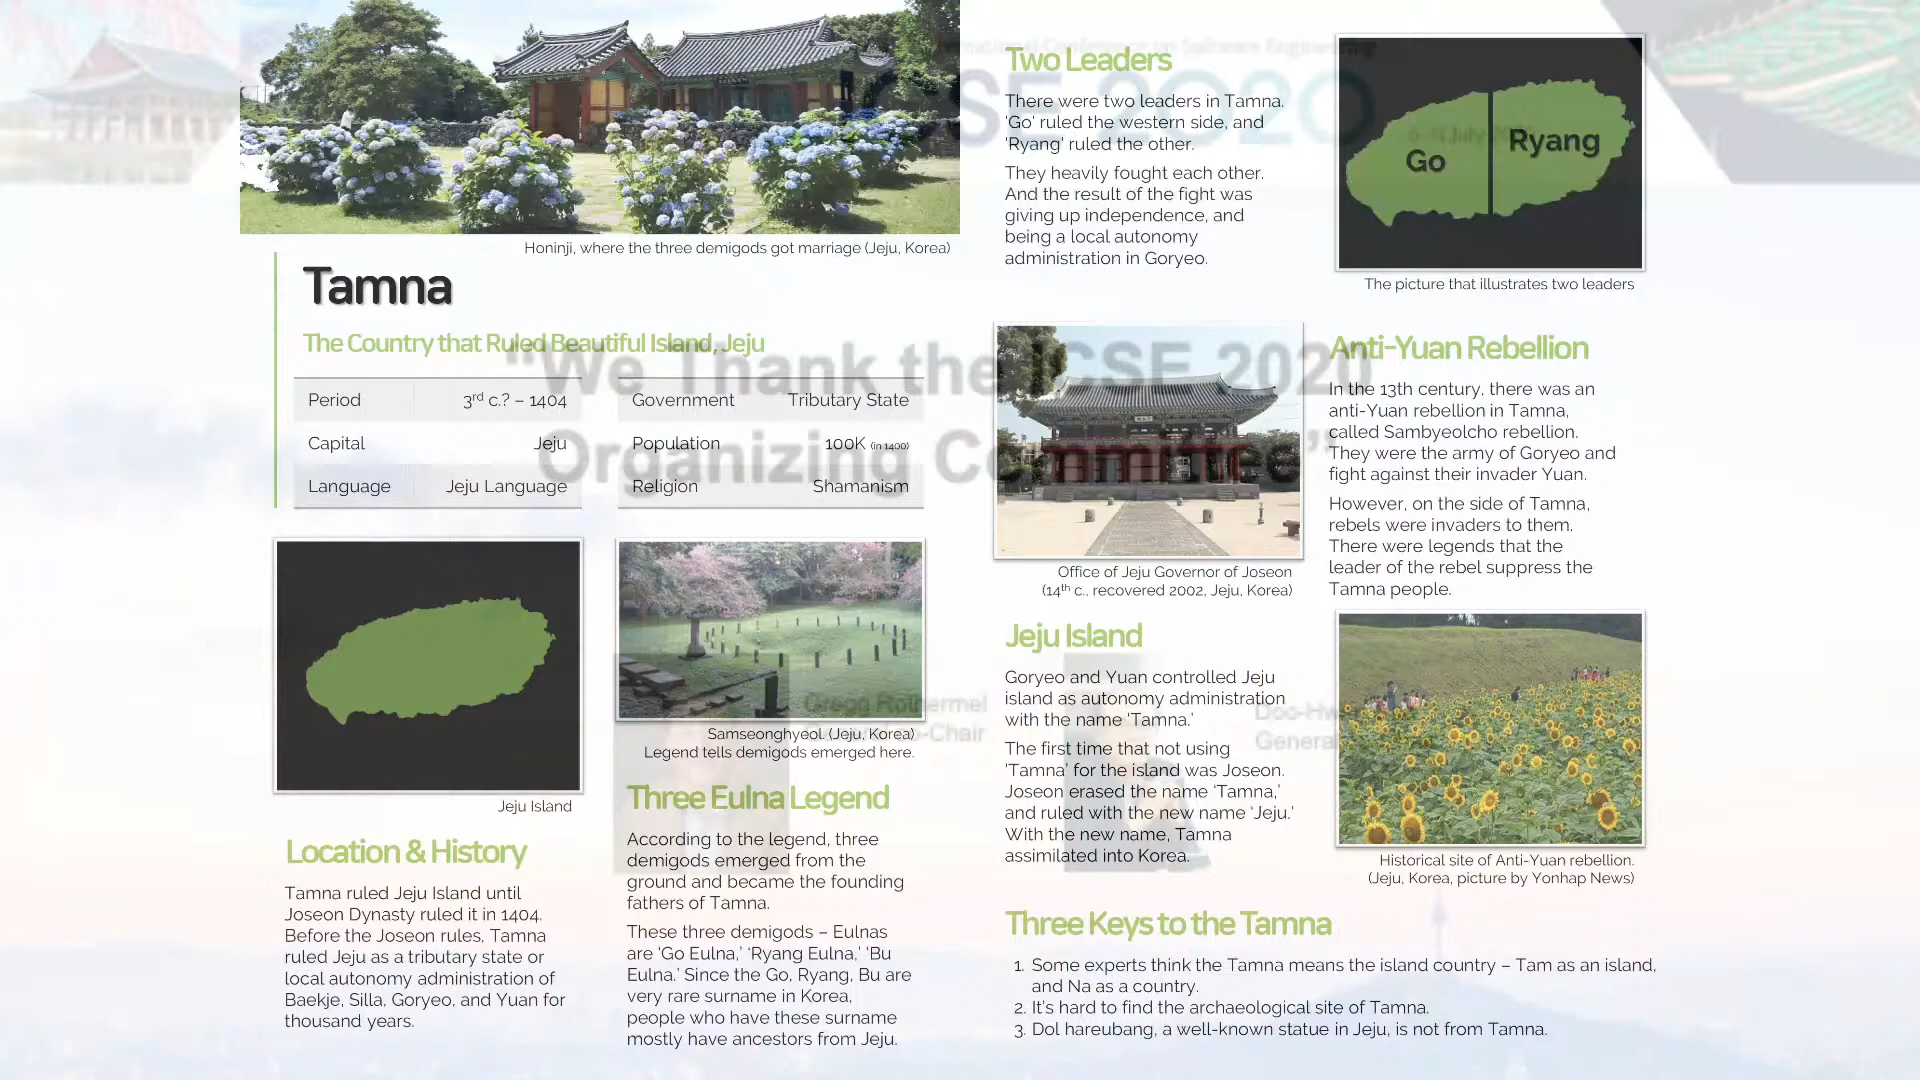 Honinji, where the three demigods got marriage (Jeju, Korea)
Tamna
The Country that Ruled Beautiful Island, Jeju
Period 3rd c.? – 1404
Capital Jeju
Language Jeju Language
Government Tributary State
Population 100K (in 1400)
Religion Shamanism
Jeju Island
Location & History
Tamna ruled Jeju Island until
Joseon Dynasty ruled it in 1404.
Before the Joseon rules, Tamna
ruled Jeju as a tributary state or
local autonomy administration of
Baekje, Silla, Goryeo, and Yuan for
thousand years.
Samseonghyeol (Jeju, Korea)
Legend tells demigods emerged here.
Three Eulna Legend
According to the legend, three
demigods emerged from the
ground and became the founding
fathers of Tamna.
These three demigods – Eulnas
are 'Go Eulna,' 'Ryang Eulna,' 'Bu
Eulna.' Since the Go, Ryang, Bu are
very rare surname in Korea,
people who have these surname
mostly have ancestors from Jeju.
Two Leaders
There were two leaders in Tamna.
'Go' ruled the western side, and
'Ryang' ruled the other.
They heavily fought each other.
And the result of the fight was
giving up independence, and
being a local autonomy
administration in Goryeo.
Go
Ryang
The picture that illustrates two leaders
Office of Jeju Governor of Joseon
(14th c., recovered 2002, Jeju, Korea)
Anti-Yuan Rebellion
In the 13th century, there was an
anti-Yuan rebellion in Tamna,
called Sambyeolcho rebellion.
They were the army of Goryeo and
fight against their invader Yuan.
However, on the side of Tamna,
rebels were invaders to them.
There were legends that the
leader of the rebel suppress the
Tamna people.
Jeju Island
Goryeo and Yuan controlled Jeju
island as autonomy administration
with the name 'Tamna.'
The first time that not using
'Tamna' for the island was Joseon.
Joseon erased the name 'Tamna,'
and ruled with the new name 'Jeju.'
With the new name, Tamna
assimilated into Korea.
Historical site of Anti-Yuan rebellion.
(Jeju, Korea, picture by Yonhap News)
Three Keys to the Tamna
1. Some experts think the Tamna means the island country – Tam as an island,
and Na as a country.
2. It's hard to find the archaeological site of Tamna.
3. Dol hareubang, a well-known statue in Jeju, is not from Tamna.
International Conference on Software Engineering
2020
"We Thank the ICSE 2020
Organizing
Gregg Rothermel
General